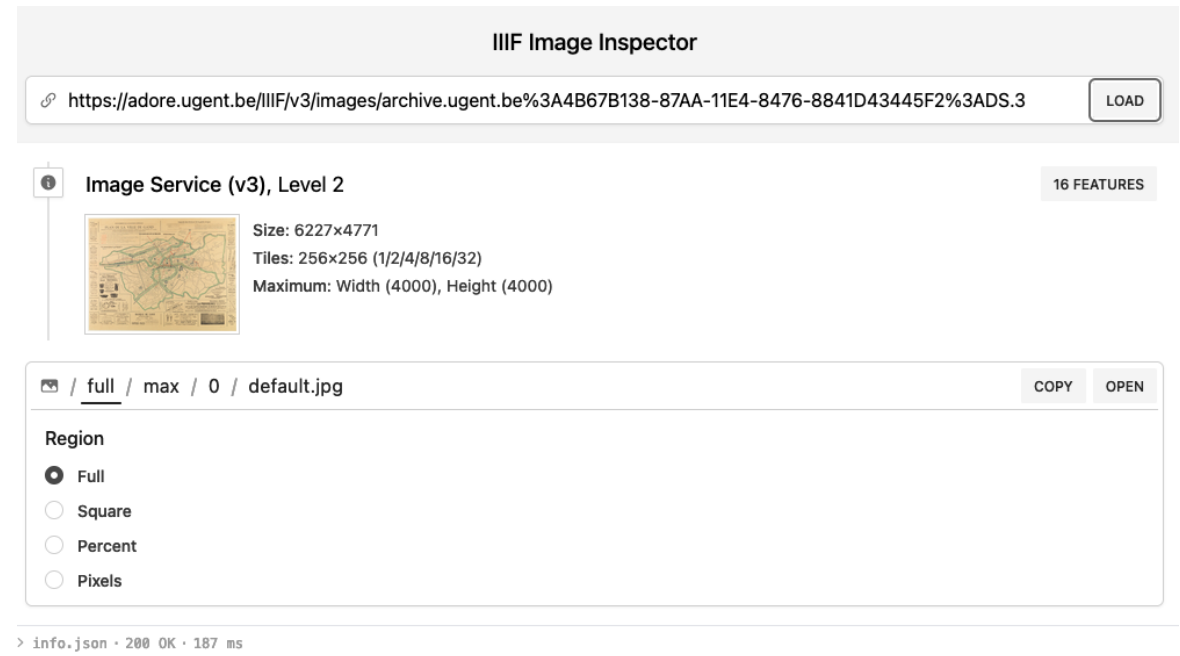 IIIF Image Inspector
https://adore.ugent.be/IIIF/v3/images/archive.ugent.be%3A4B67B138-87AA-11E4-8476-8841D43445F2%3ADS.3 LOAD
Image Service (v3), Level 2 16 FEATURES
Size: 6227×4771
Tiles: 256×256 (1/2/4/8/16/32)
Maximum: Width (4000), Height (4000)
/ full / max / 0 / default.jpg COPY OPEN
Region
Full
Square
Percent
Pixels
> info.json · 200 OK · 187 ms